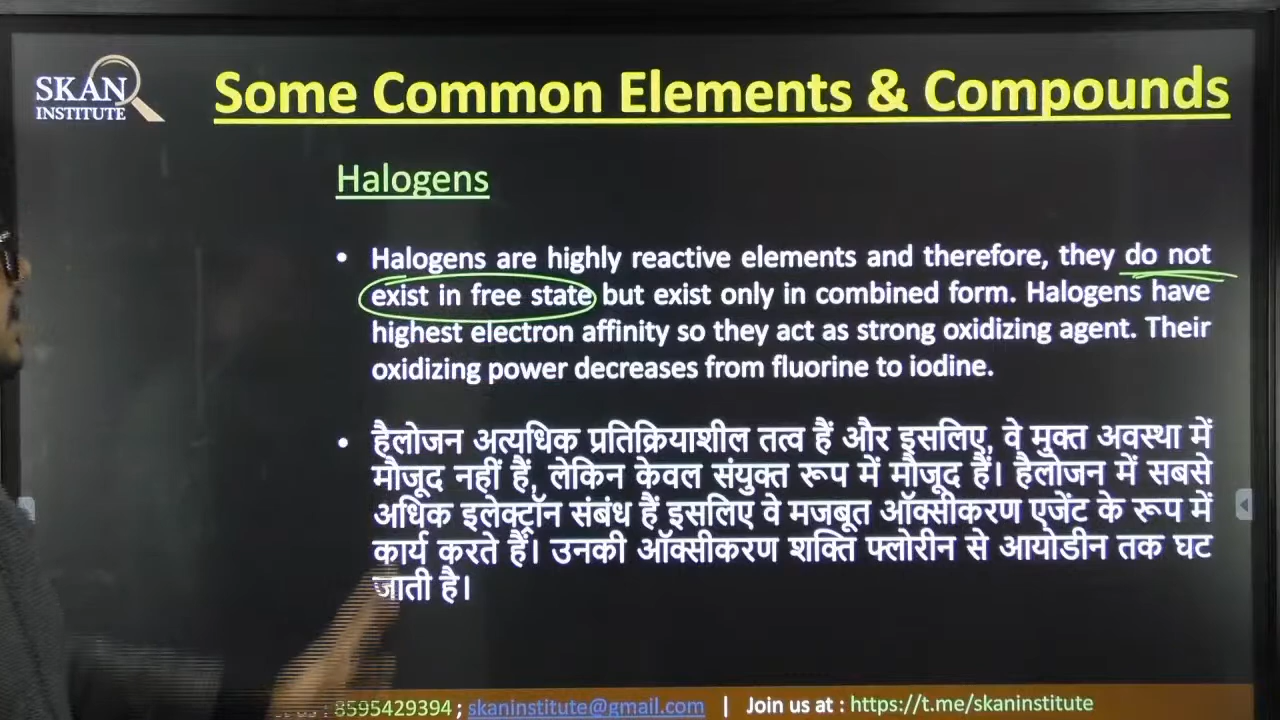 SKAN
INSTITUTE
Some Common Elements & Compounds
Halogens
• Halogens are highly reactive elements and therefore, they do not
exist in free state but exist only in combined form. Halogens have
highest electron affinity so they act as strong oxidizing agent. Their
oxidizing power decreases from fluorine to iodine.
• हैलोजन अत्यधिक प्रतिक्रियाशील तत्व हैं और इसलिए, वे मुक्त अवस्था में
मौजूद नहीं हैं, लेकिन केवल संयुक्त रूप में मौजूद हैं। हैलोजन में सबसे
अधिक इलेक्ट्रॉन संबंध हैं इसलिए वे मजबूत ऑक्सीकरण एजेंट के रूप में
कार्य करते हैं। उनकी ऑक्सीकरण शक्ति फ्लोरीन से आयोडीन तक घट
जाती है।
: 8595429394 ; skaninstitute@gmail.com | Join us at : https://t.me/skaninstitute